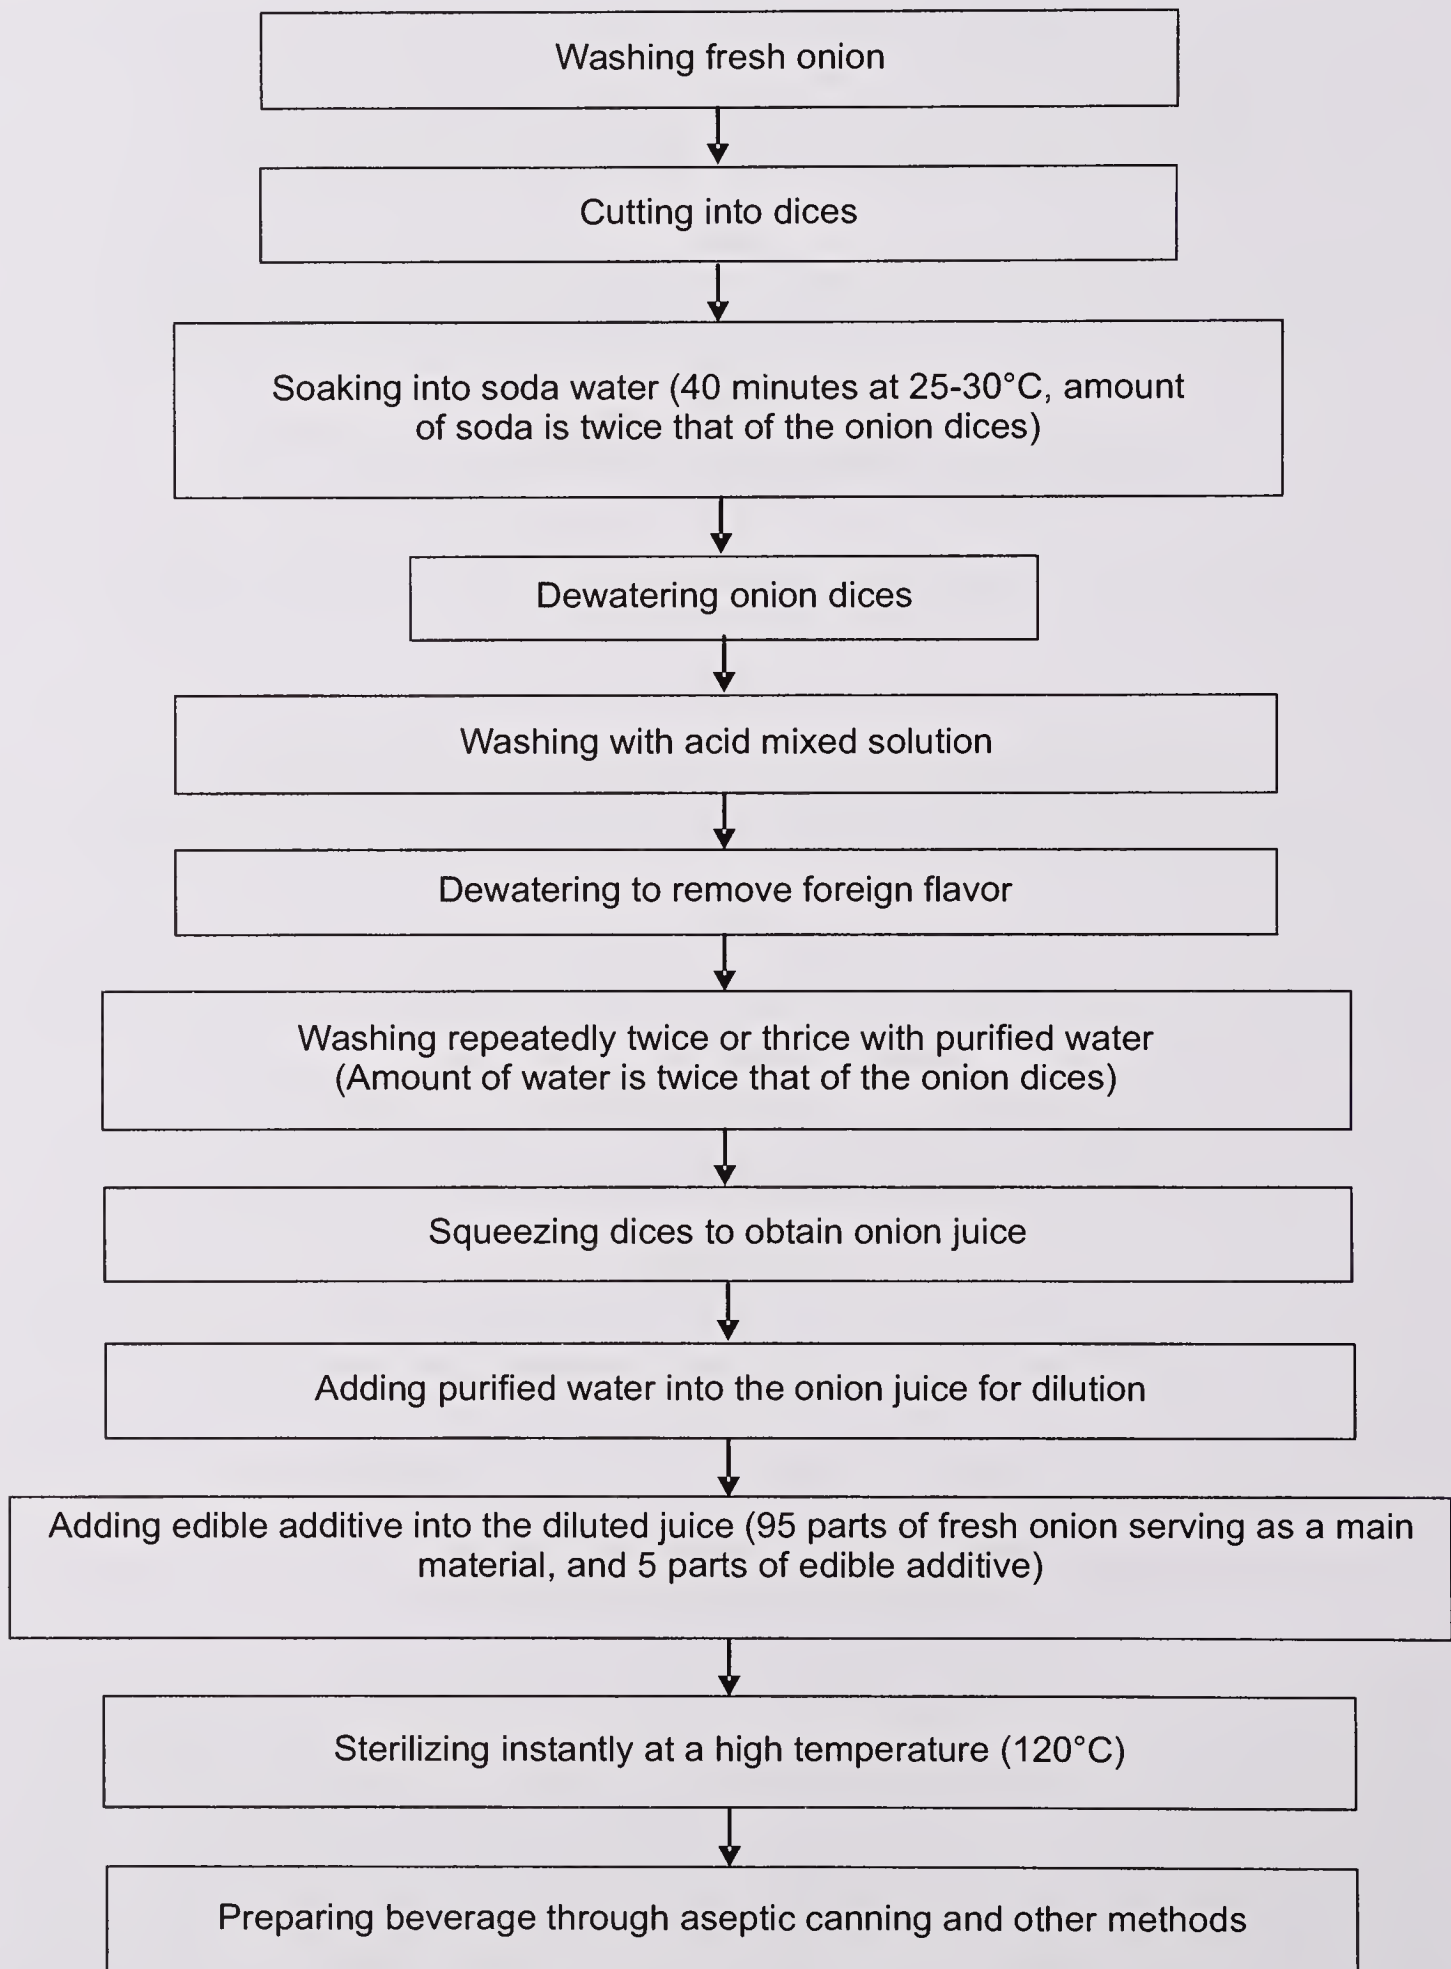 Washing fresh onion
Cutting into dices
Soaking into soda water (40 minutes at 25-30°C, amount
of soda is twice that of the onion dices)
Dewatering onion dices
Washing with acid mixed solution
Dewatering to remove foreign flavor
Washing repeatedly twice or thrice with purified water
(Amount of water is twice that of the onion dices)
Squeezing dices to obtain onion juice
Adding purified water into the onion juice for dilution
Adding edible additive into the diluted juice (95 parts of fresh onion serving as a main
material, and 5 parts of edible additive)
Sterilizing instantly at a high temperature (120°C)
Preparing beverage through aseptic canning and other methods